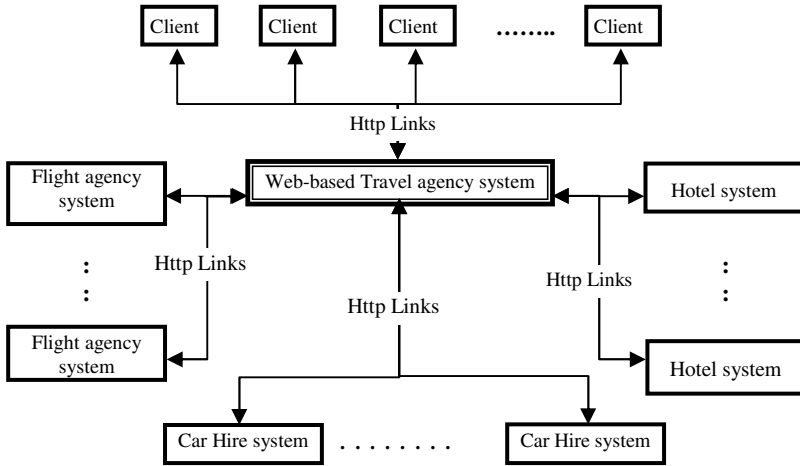 Client Client Client ........ Client
Http Links
Flight agency
system
Web-based Travel agency system
Hotel system
Http Links
Http Links
Http Links
:
:
:
:
Flight agency
system
Hotel system
Car Hire system . . . . . . . . Car Hire system